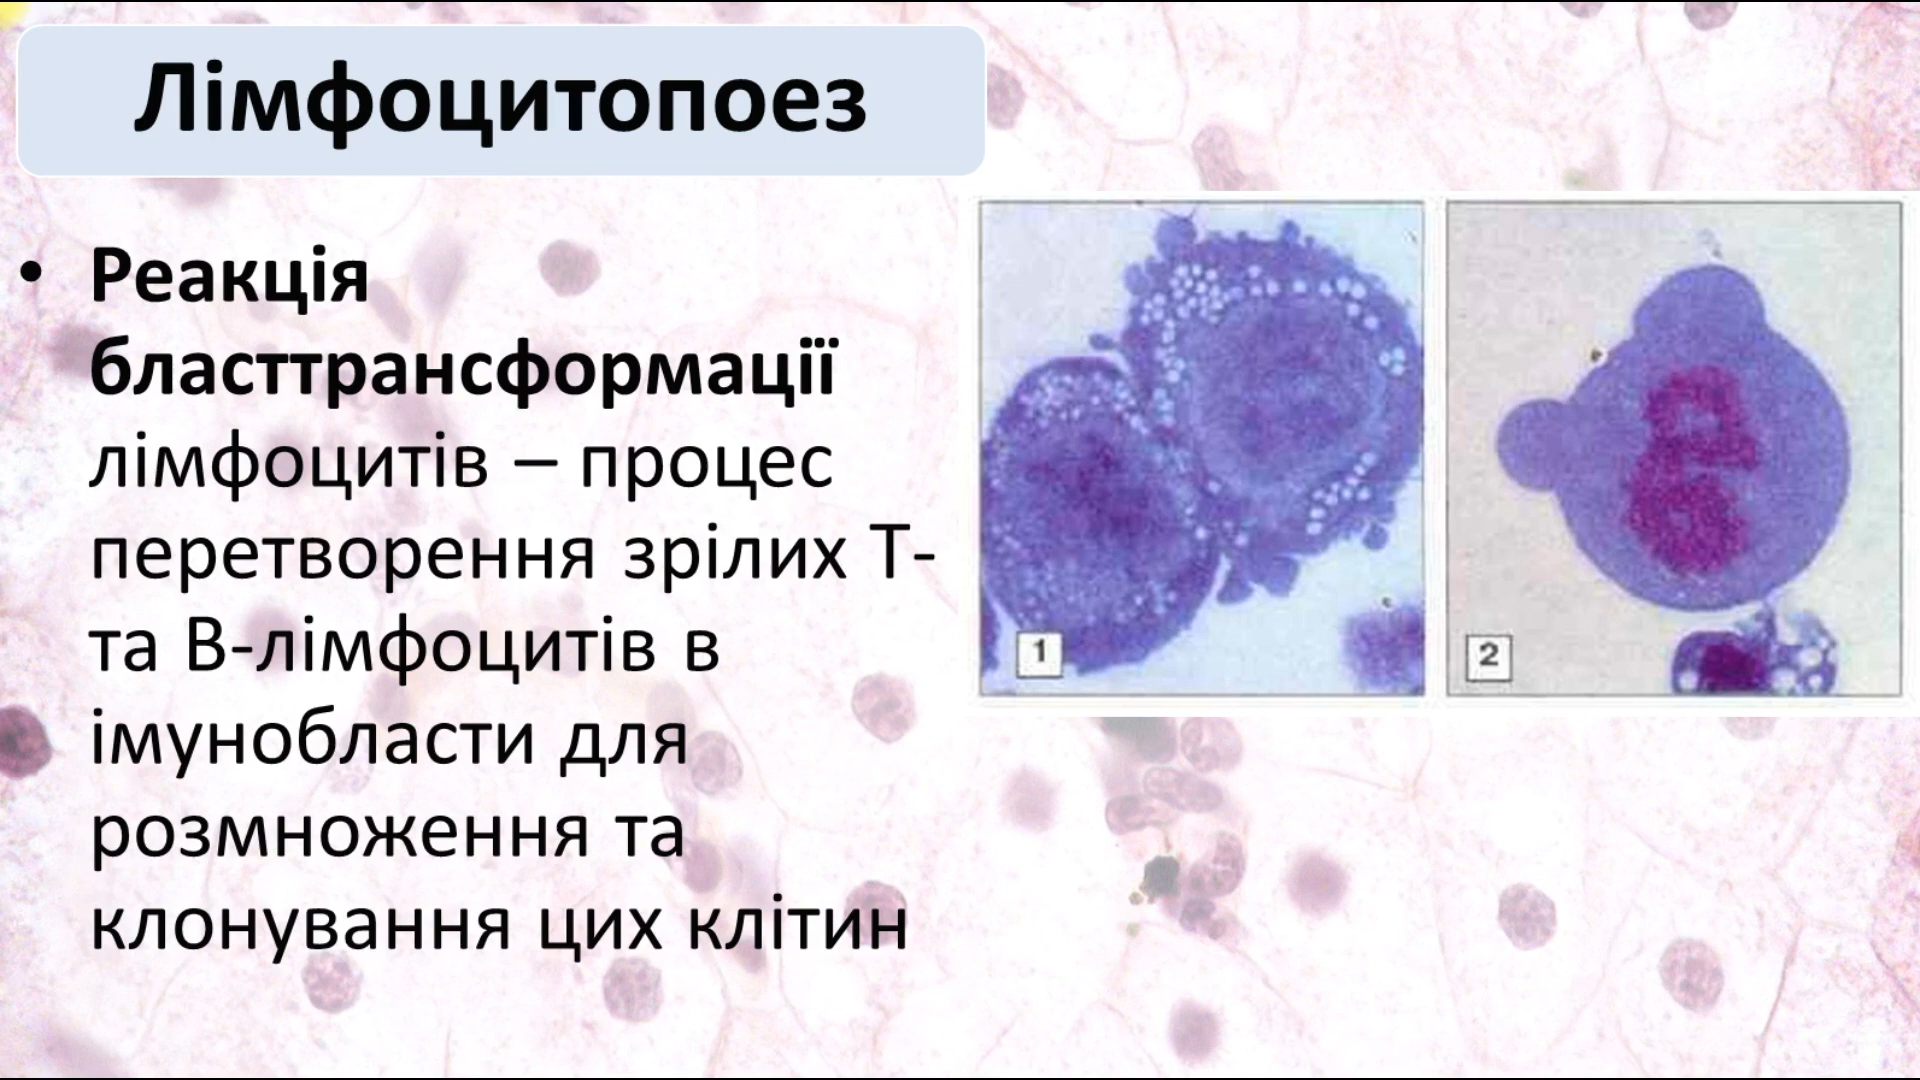 Лімфоцитопоез
• Реакція
бласттрансформації
лімфоцитів – процес
перетворення зрілих Т-
та В-лімфоцитів в
імунобласти для
розмноження та
клонування цих клітин
1
2